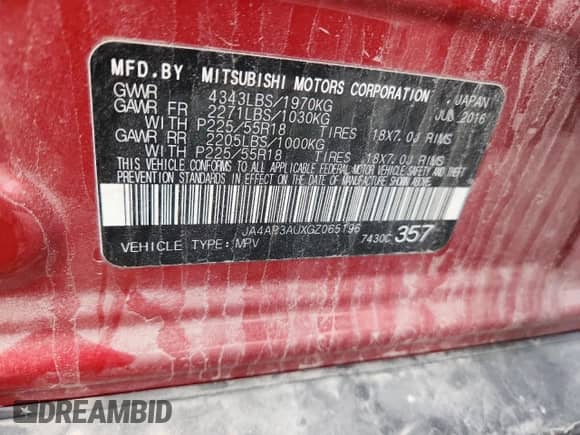 MFD.BY MITSUBISHI MOTORS CORPORATION, JAPAN
GVWR 4343LBS/1970KG JUL 2016
GAWR FR 2271LBS/1030KG
WITH P225/55R18 TIRES 18X7.0J RIMS
GAWR RR 2205LBS/1000KG
WITH P225/55R18 TIRES 18X7.0J RIMS
THIS VEHICLE CONFORMS TO ALL APPLICABLE FEDERAL MOTOR VEHICLE SAFETY AND THEFT
PREVENTION STANDARDS IN EFFECT ON THE DATE OF MANUFACTURE SHOWN ABOVE.
JA4AP3AUXGZ065196
VEHICLE TYPE: MPV 7430C 357
DREAMBID